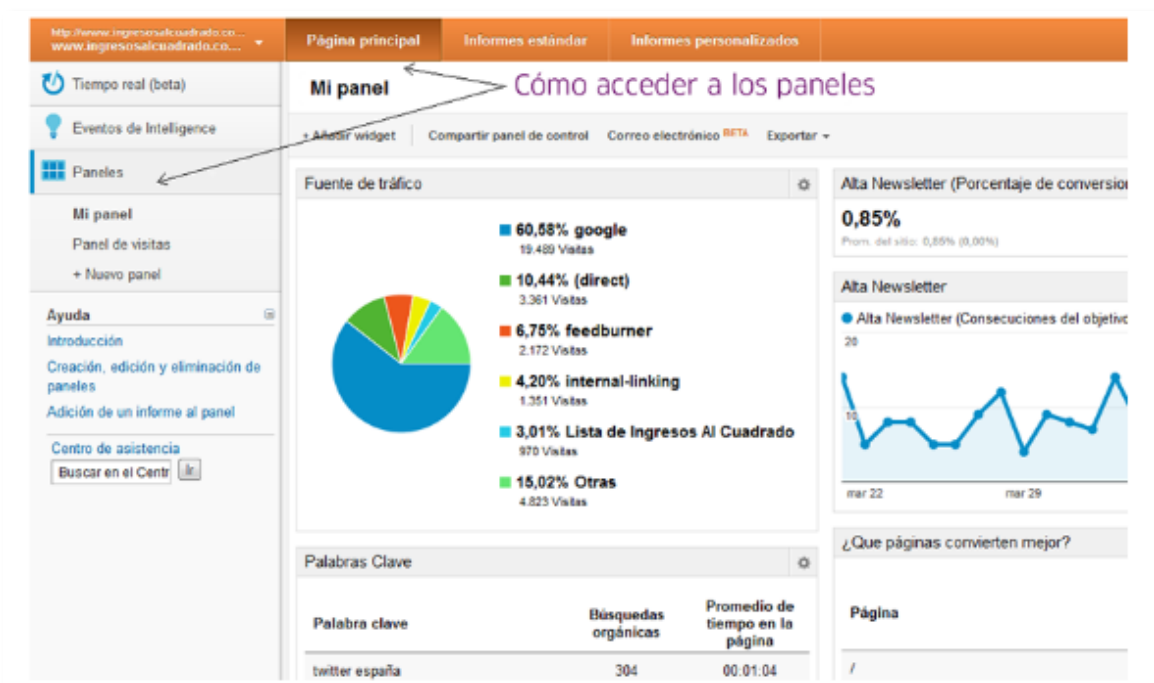 http://www.ingresosalcuadrado.co...
www.ingresosalcuadrado.co...
Página principal
Informes estándar
Informes personalizados
Tiempo real (beta)
Eventos de Intelligence
Paneles
Mi panel
Panel de visitas
+ Nuevo panel
Ayuda
Introducción
Creación, edición y eliminación de
paneles
Adición de un informe al panel
Centro de asistencia
Buscar en el Centr
Ir
Mi panel
Cómo acceder a los paneles
+ Añadir widget
Compartir panel de control
Correo electrónico BETA
Exportar
Fuente de tráfico
60,58% google
19.489 Visitas
10,44% (direct)
3.361 Visitas
6,75% feedburner
2.172 Visitas
4,20% internal-linking
1.351 Visitas
3,01% Lista de Ingresos Al Cuadrado
970 Visitas
15,02% Otras
4.823 Visitas
Palabras Clave
Palabra clave
Búsquedas
orgánicas
Promedio de
tiempo en la
página
twitter españa
304
00:01:04
Alta Newsletter (Porcentaje de conversion
0,85%
Prom. del sitio: 0,85% (0,00%)
Alta Newsletter
Alta Newsletter (Consecuciones del objetivo
20
10
mar 22
mar 29
¿Que páginas convierten mejor?
Página
/